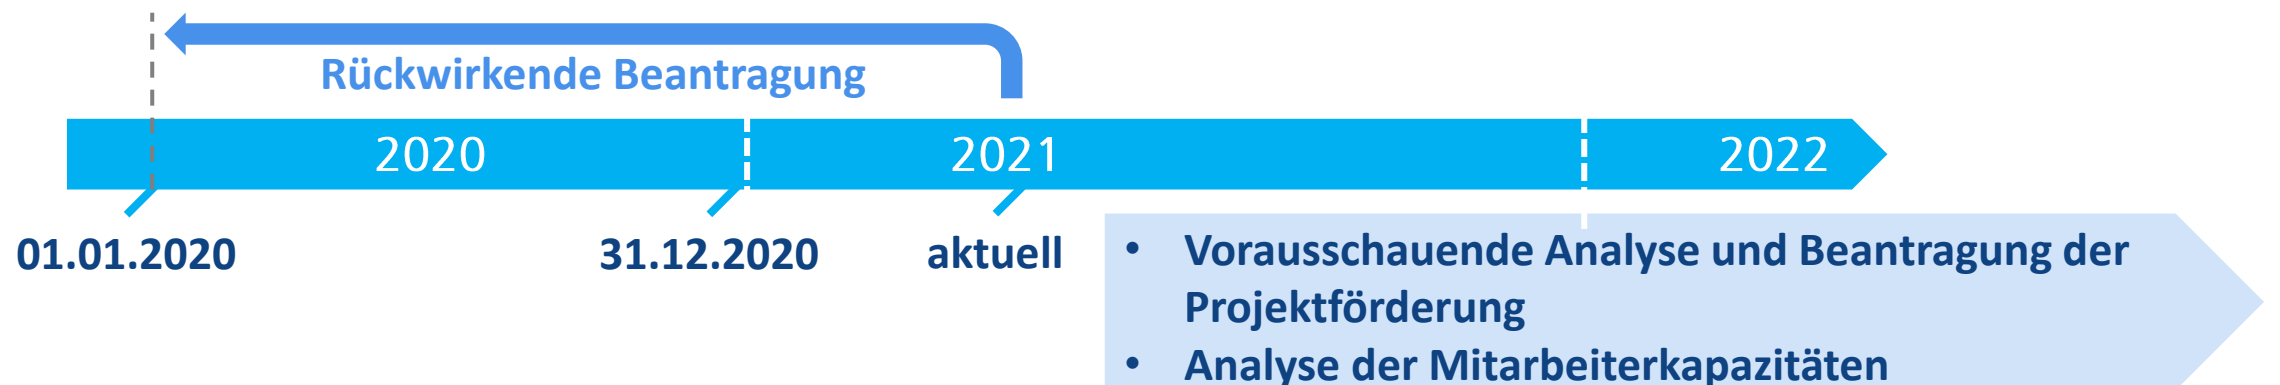 Rückwirkende Beantragung
2020
2021
2022
01.01.2020
31.12.2020
aktuell
• Vorausschauende Analyse und Beantragung der
Projektförderung
• Analyse der Mitarbeiterkapazitäten